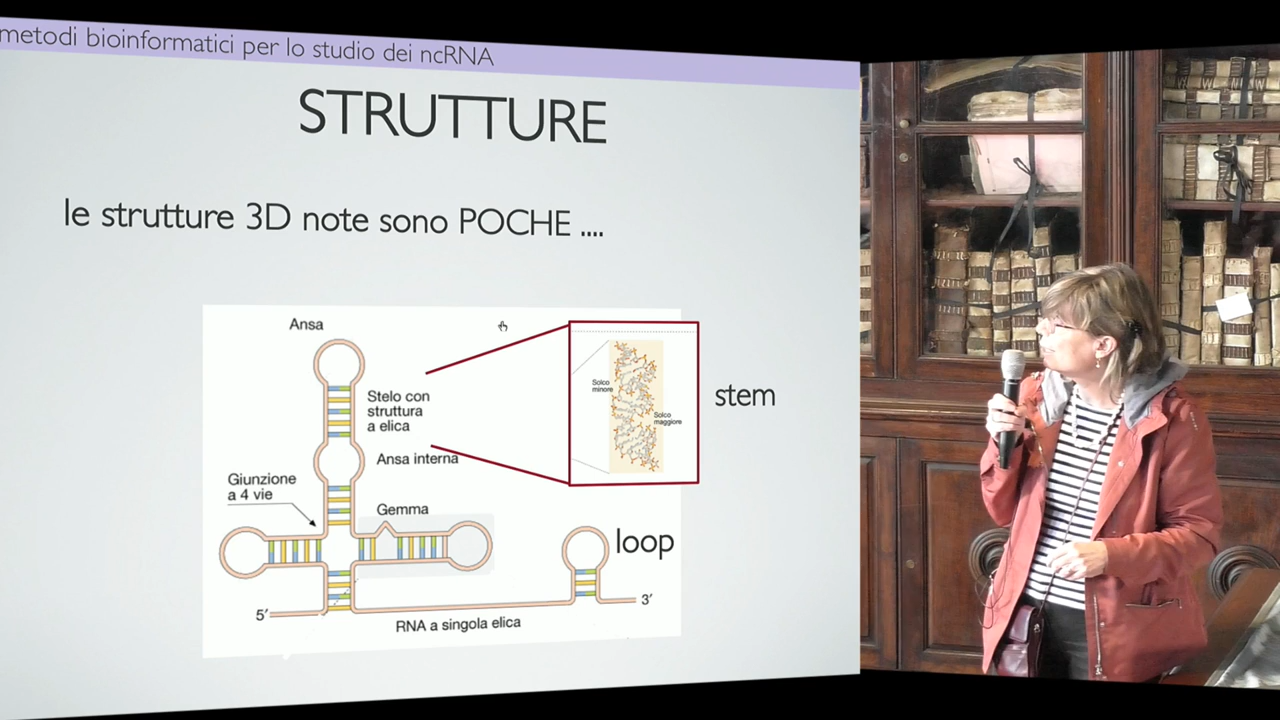 metodi bioinformatici per lo studio dei ncRNA
STRUTTURE
le strutture 3D note sono POCHE ....
Ansa
Stelo con
struttura
a elica
Ansa interna
Giunzione
a 4 vie
Gemma
Solco
minore
Solco
maggiore
stem
loop
5′
3′
RNA a singola elica